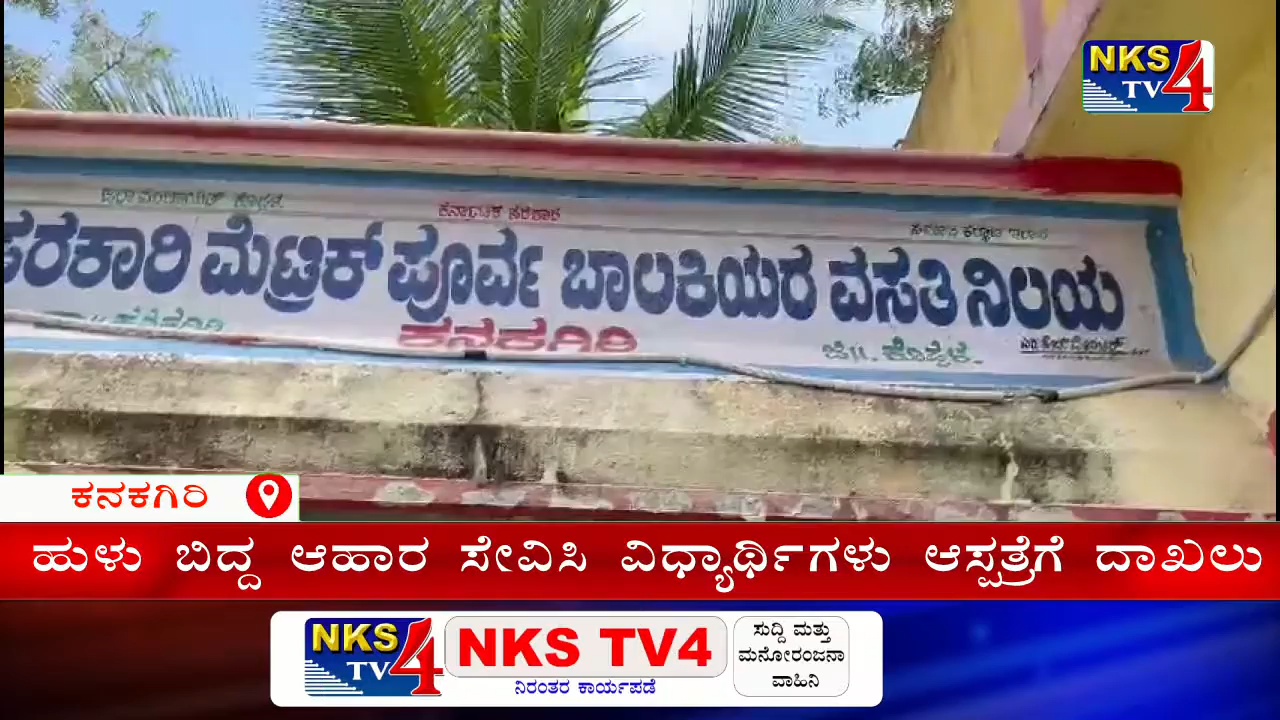 NKS
TV4
ಕರ್ನಾಟಕ ಸರಕಾರ
ಸರಕಾರಿ ಮೆಟ್ರಿಕ್ ಪೂರ್ವ ಬಾಲಕಿಯರ ವಸತಿ ನಿಲಯ
ಕನಕಗಿರಿ
ಜಿ॥. ಕೊಪ್ಪಳ
ಕನಕಗಿರಿ
ಹುಳು ಬಿದ್ದ ಆಹಾರ ಸೇವಿಸಿ ವಿಧ್ಯಾರ್ಥಿಗಳು ಆಸ್ಪತ್ರೆಗೆ ದಾಖಲು
NKS
TV4
NKS TV4
ನಿರಂತರ ಕಾರ್ಯಪಡೆ
ಸುದ್ದಿ ಮತ್ತು
ಮನೋರಂಜನಾ
ವಾಹಿನಿ